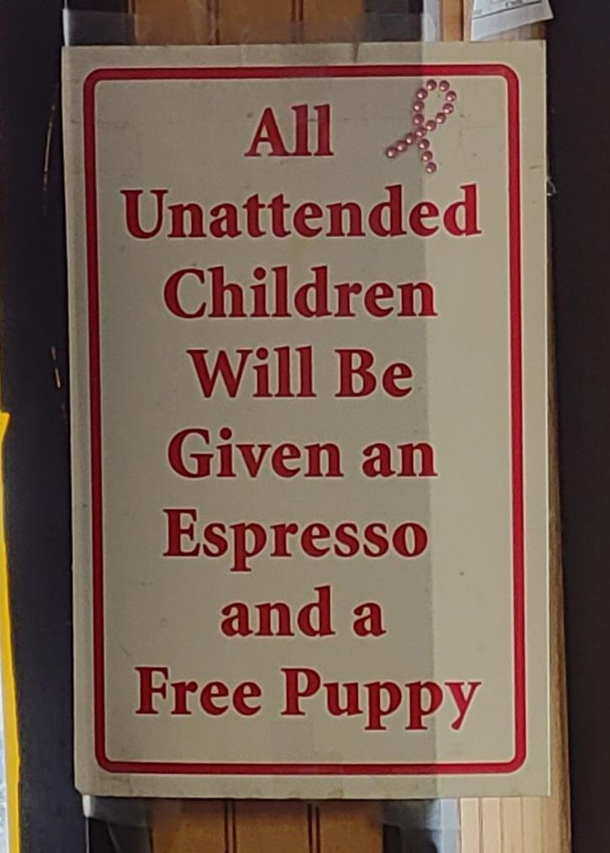 All
Unattended
Children
Will Be
Given an
Espresso
and a
Free Puppy